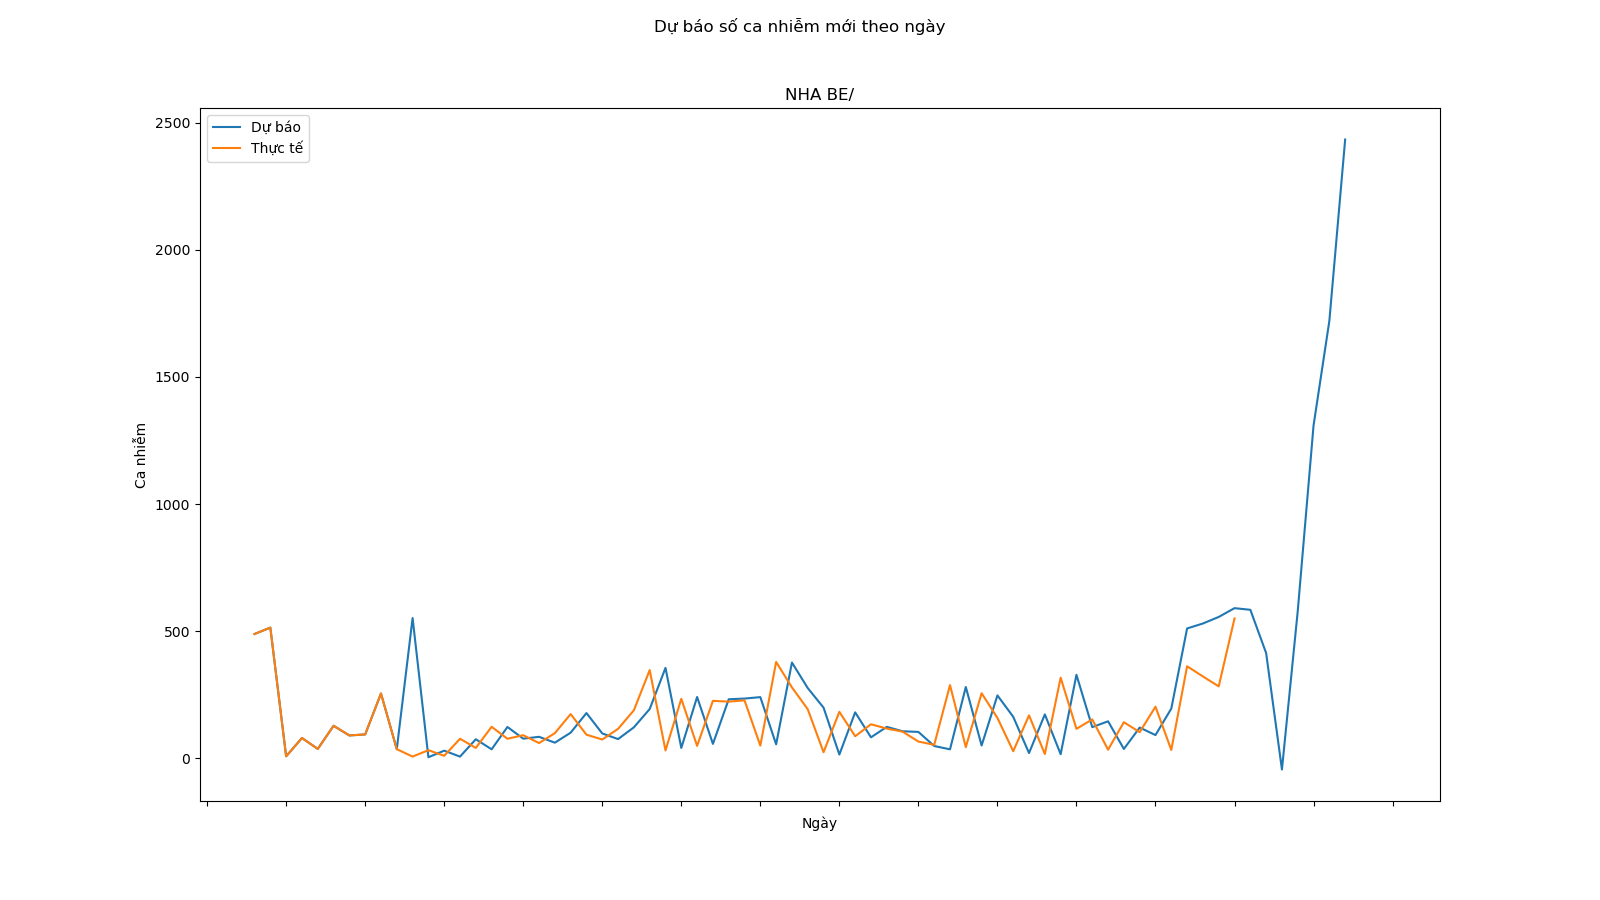 Dự báo số ca nhiễm mới theo ngày
NHA BE/
Dự báo
Thực tế
2500
2000
1500
1000
500
0
Ca nhiễm
Ngày